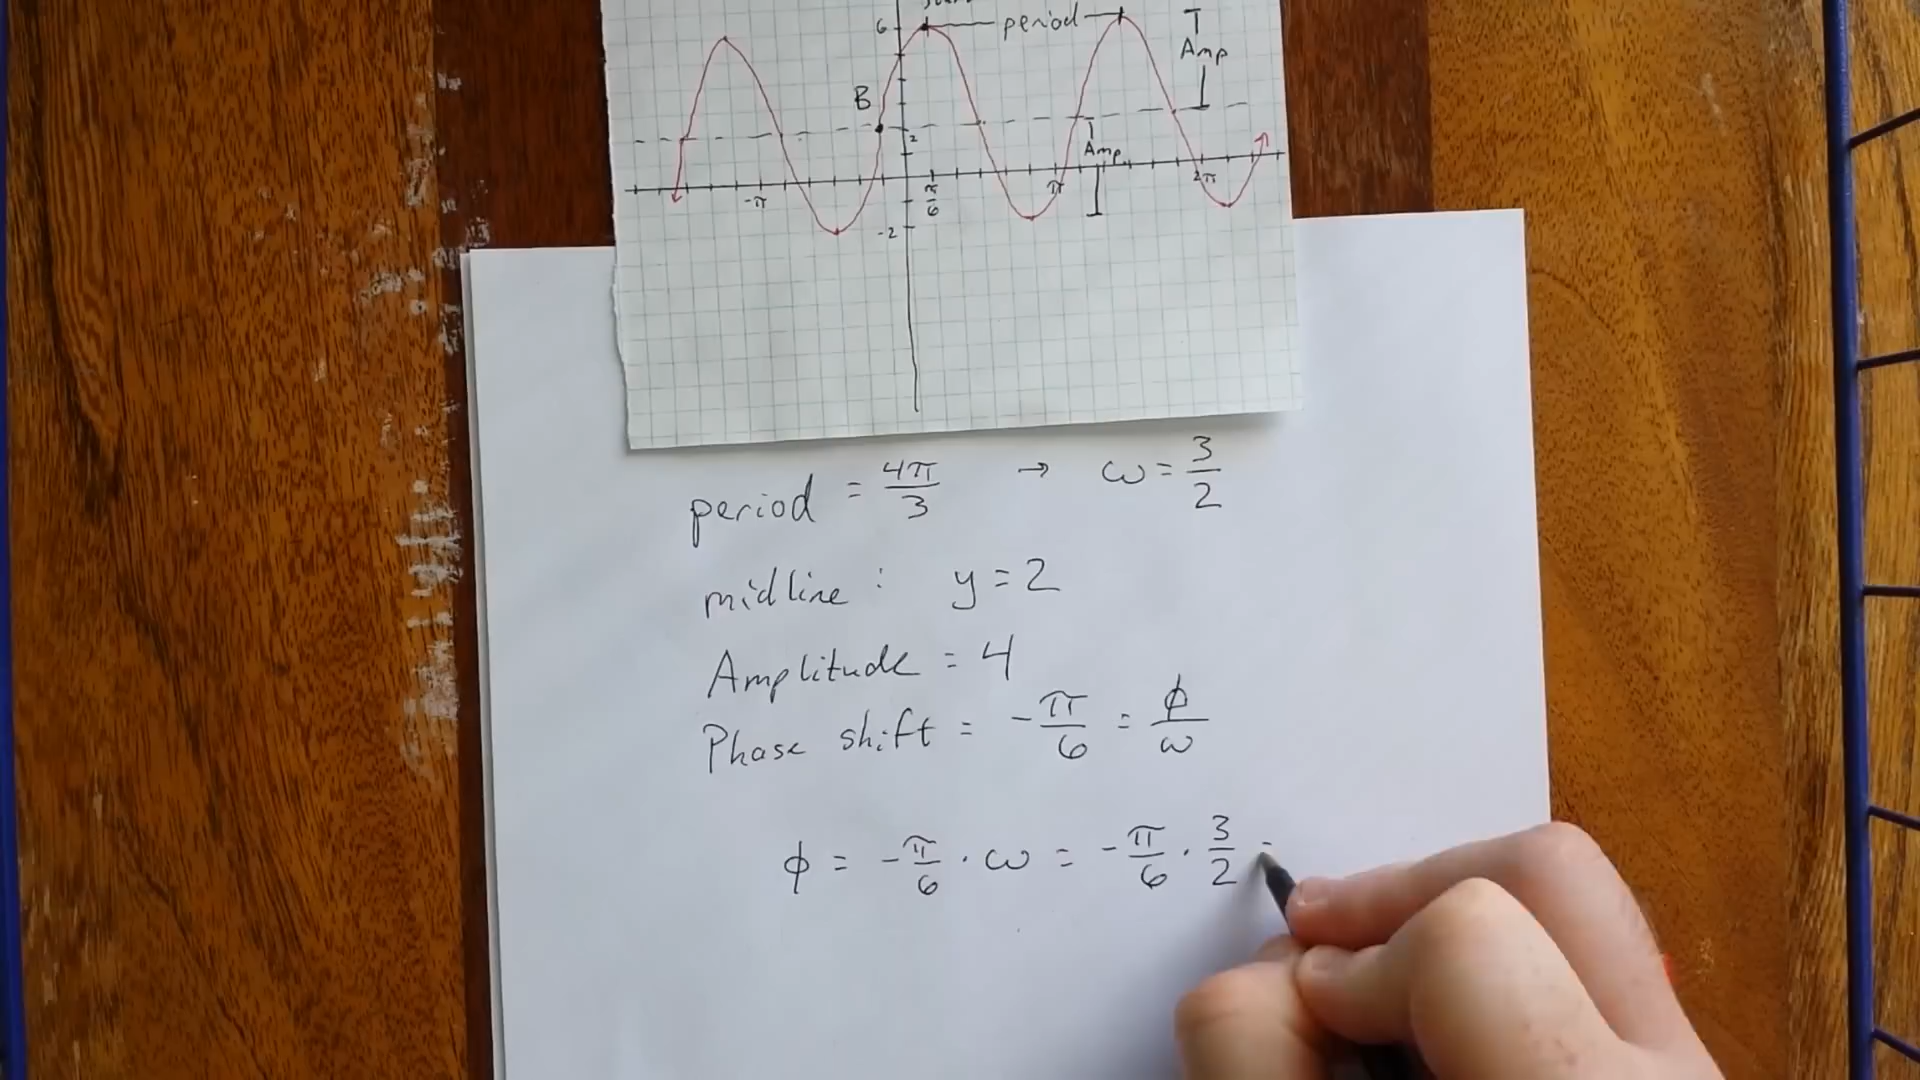 6 period
Amp
B
2
Amp
-π π/6 π 2π
-2
period = 4π/3 → ω = 3/2
midline : y = 2
Amplitude = 4
Phase shift = -π/6 = ϕ/ω
ϕ = -π/6 · ω = -π/6 · 3/2 =